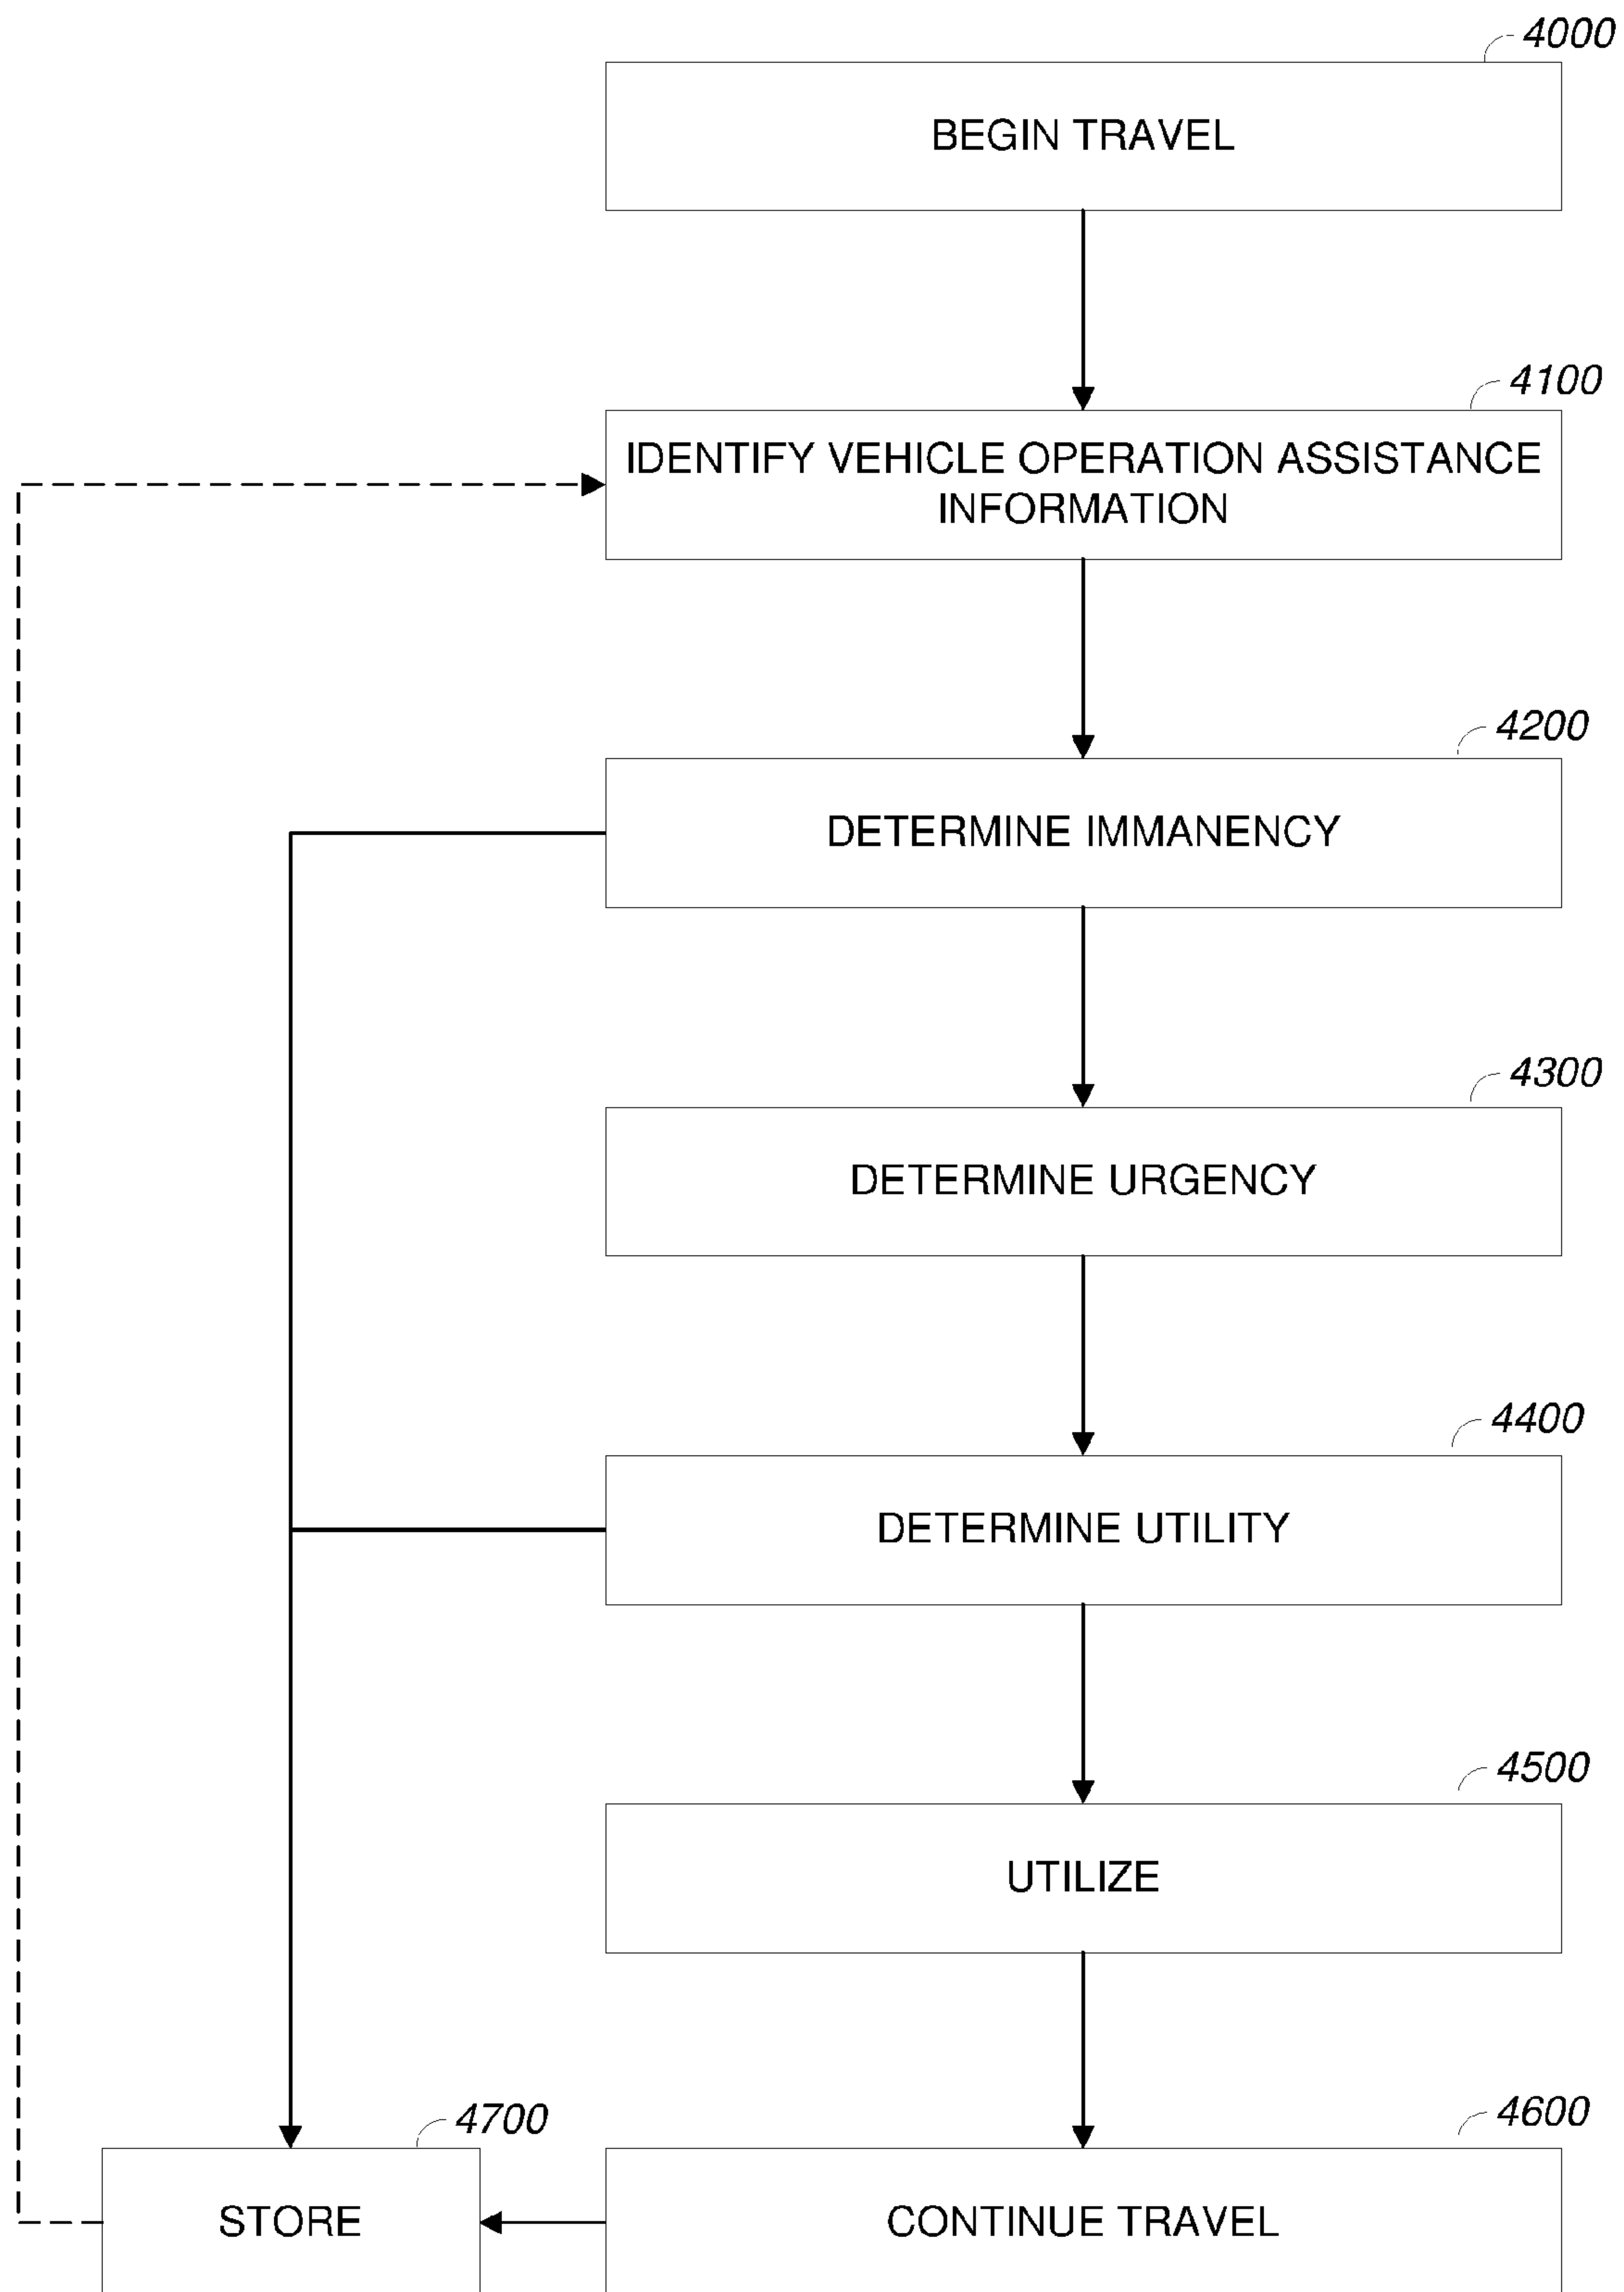 4000
BEGIN TRAVEL
4100
IDENTIFY VEHICLE OPERATION ASSISTANCE
INFORMATION
4200
DETERMINE IMMANENCY
4300
DETERMINE URGENCY
4400
DETERMINE UTILITY
4500
UTILIZE
4600
CONTINUE TRAVEL
4700
STORE